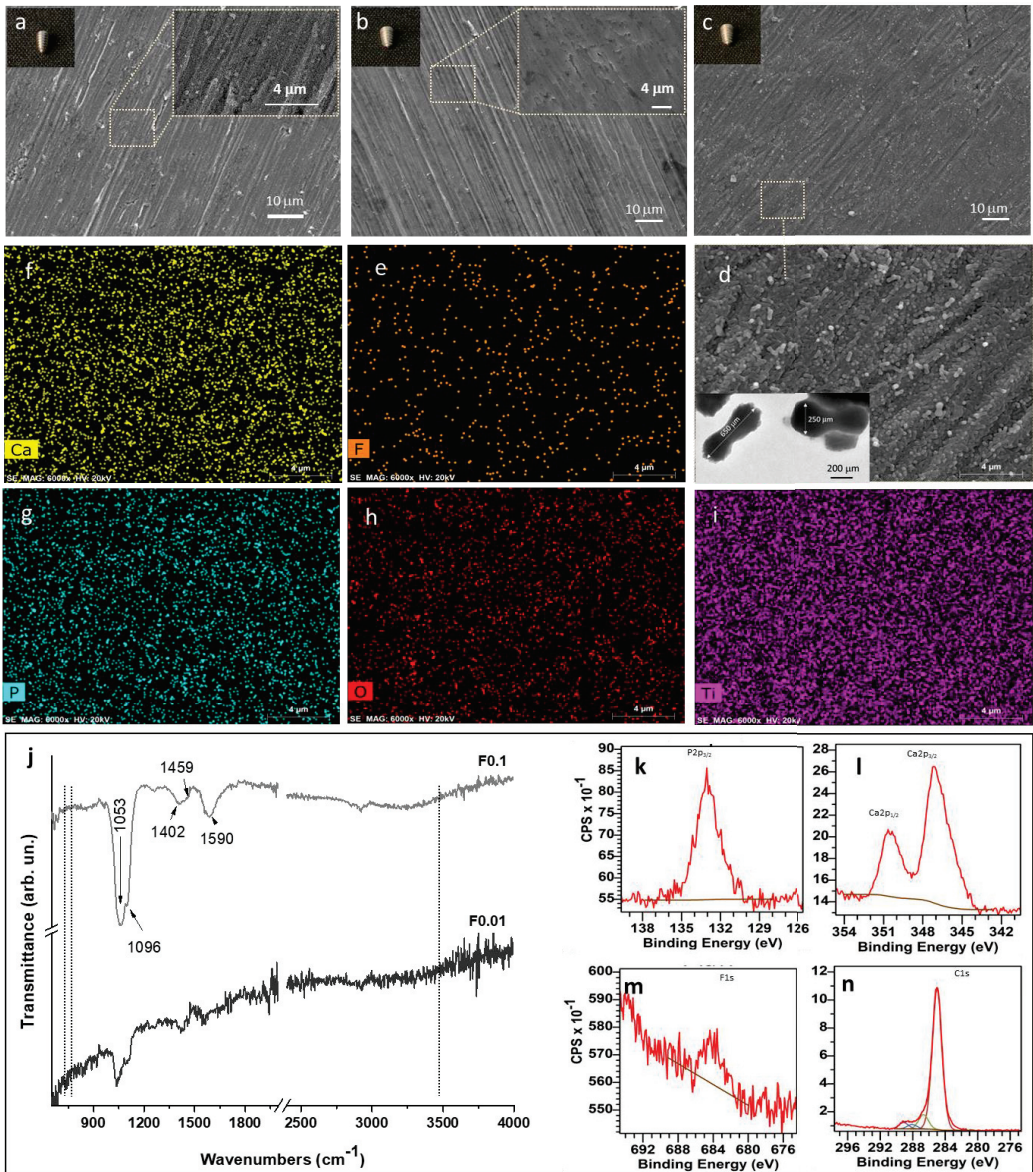 a
4 µm
10 µm
b
4 µm
10 µm
c
10 µm
f
Ca
4 µm
SE MAG: 6000x HV: 20kV
e
F
4 µm
SE MAG: 6000x HV: 20kV
d
650 µm
250 µm
200 µm
4 µm
g
P
4 µm
SE MAG: 6000x HV: 20kV
h
O
4 µm
SE MAG: 6000x HV: 20kV
i
Ti
4 µm
SE MAG: 6000x HV: 20kV
j
F0.1
1053
1459
1402
1590
1096
F0.01
Transmittance (arb. un.)
900 1200 1500 1800 2500 3000 3500 4000
Wavenumbers (cm⁻¹)
k
P2p3/2
90
85
80
75
70
65
60
55
50
CPS x 10⁻¹
138 135 132 129 126
Binding Energy (eV)
l
Ca2p3/2
Ca2p1/2
28
26
24
22
20
18
16
14
354 351 348 345 342
Binding Energy (eV)
m
F1s
600
590
580
570
560
550
CPS x 10⁻¹
692 688 684 680 676
Binding Energy (eV)
n
C1s
12
10
8
6
4
2
296 292 288 284 280 276
Binding Energy (eV)